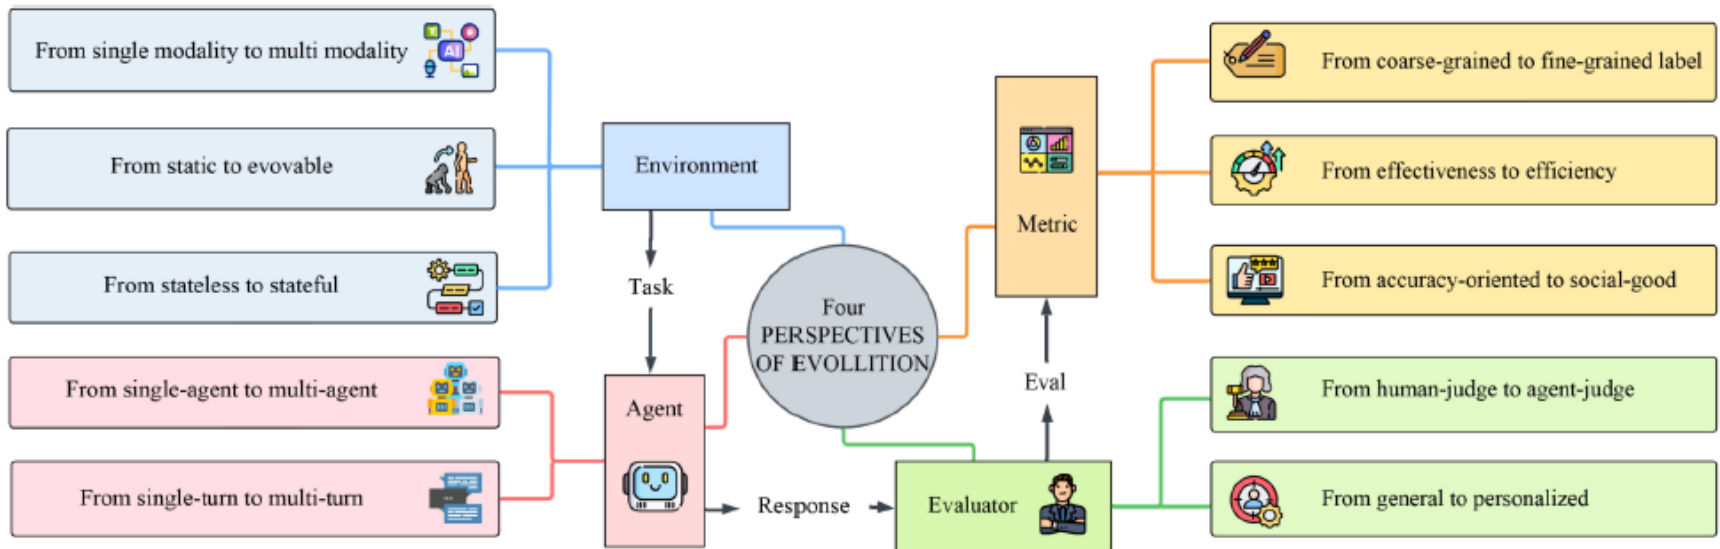 From single modality to multi modality
From static to evovable
From stateless to stateful
From single-agent to multi-agent
From single-turn to multi-turn
Environment
Task
Agent
Response
Four
PERSPECTIVES
OF EVOLLITION
Metric
Eval
Evaluator
From coarse-grained to fine-grained label
From effectiveness to efficiency
From accuracy-oriented to social-good
From human-judge to agent-judge
From general to personalized
AI